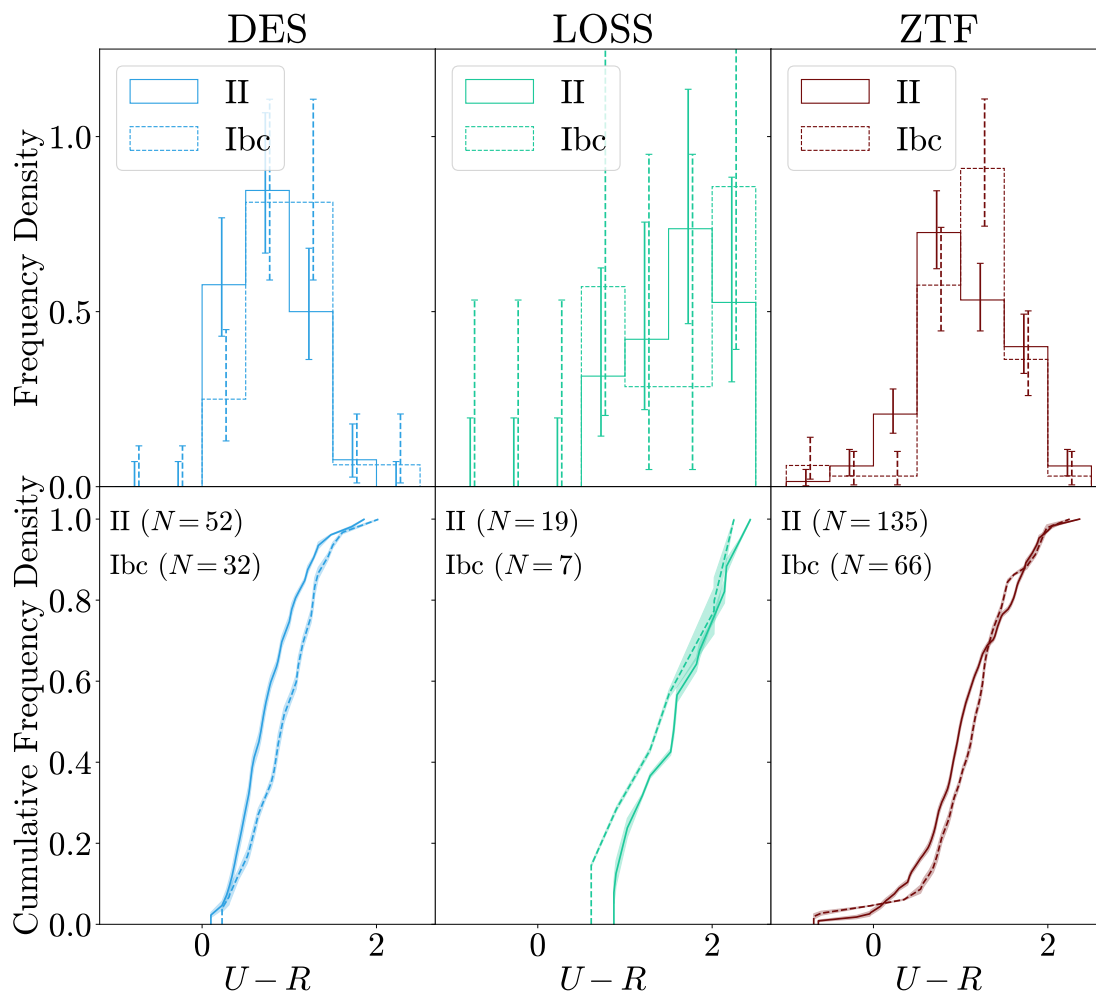 DES LOSS ZTF
II II II
Ibc Ibc Ibc
Frequency Density
1.0
0.5
0.0
Cumulative Frequency Density
1.0
0.8
0.6
0.4
0.2
0.0
II (N = 52) II (N = 19) II (N = 135)
Ibc (N = 32) Ibc (N = 7) Ibc (N = 66)
0 2 0 2 0 2
U − R U − R U − R